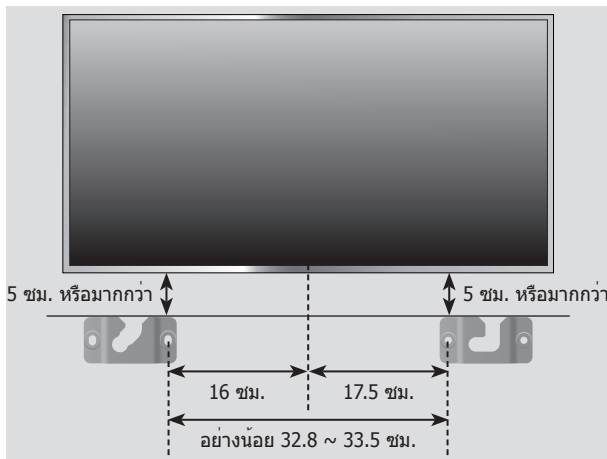 5 ซม. หรือมากกว่า
5 ซม. หรือมากกว่า
16 ซม.
17.5 ซม.
อย่างน้อย 32.8 ~ 33.5 ซม.